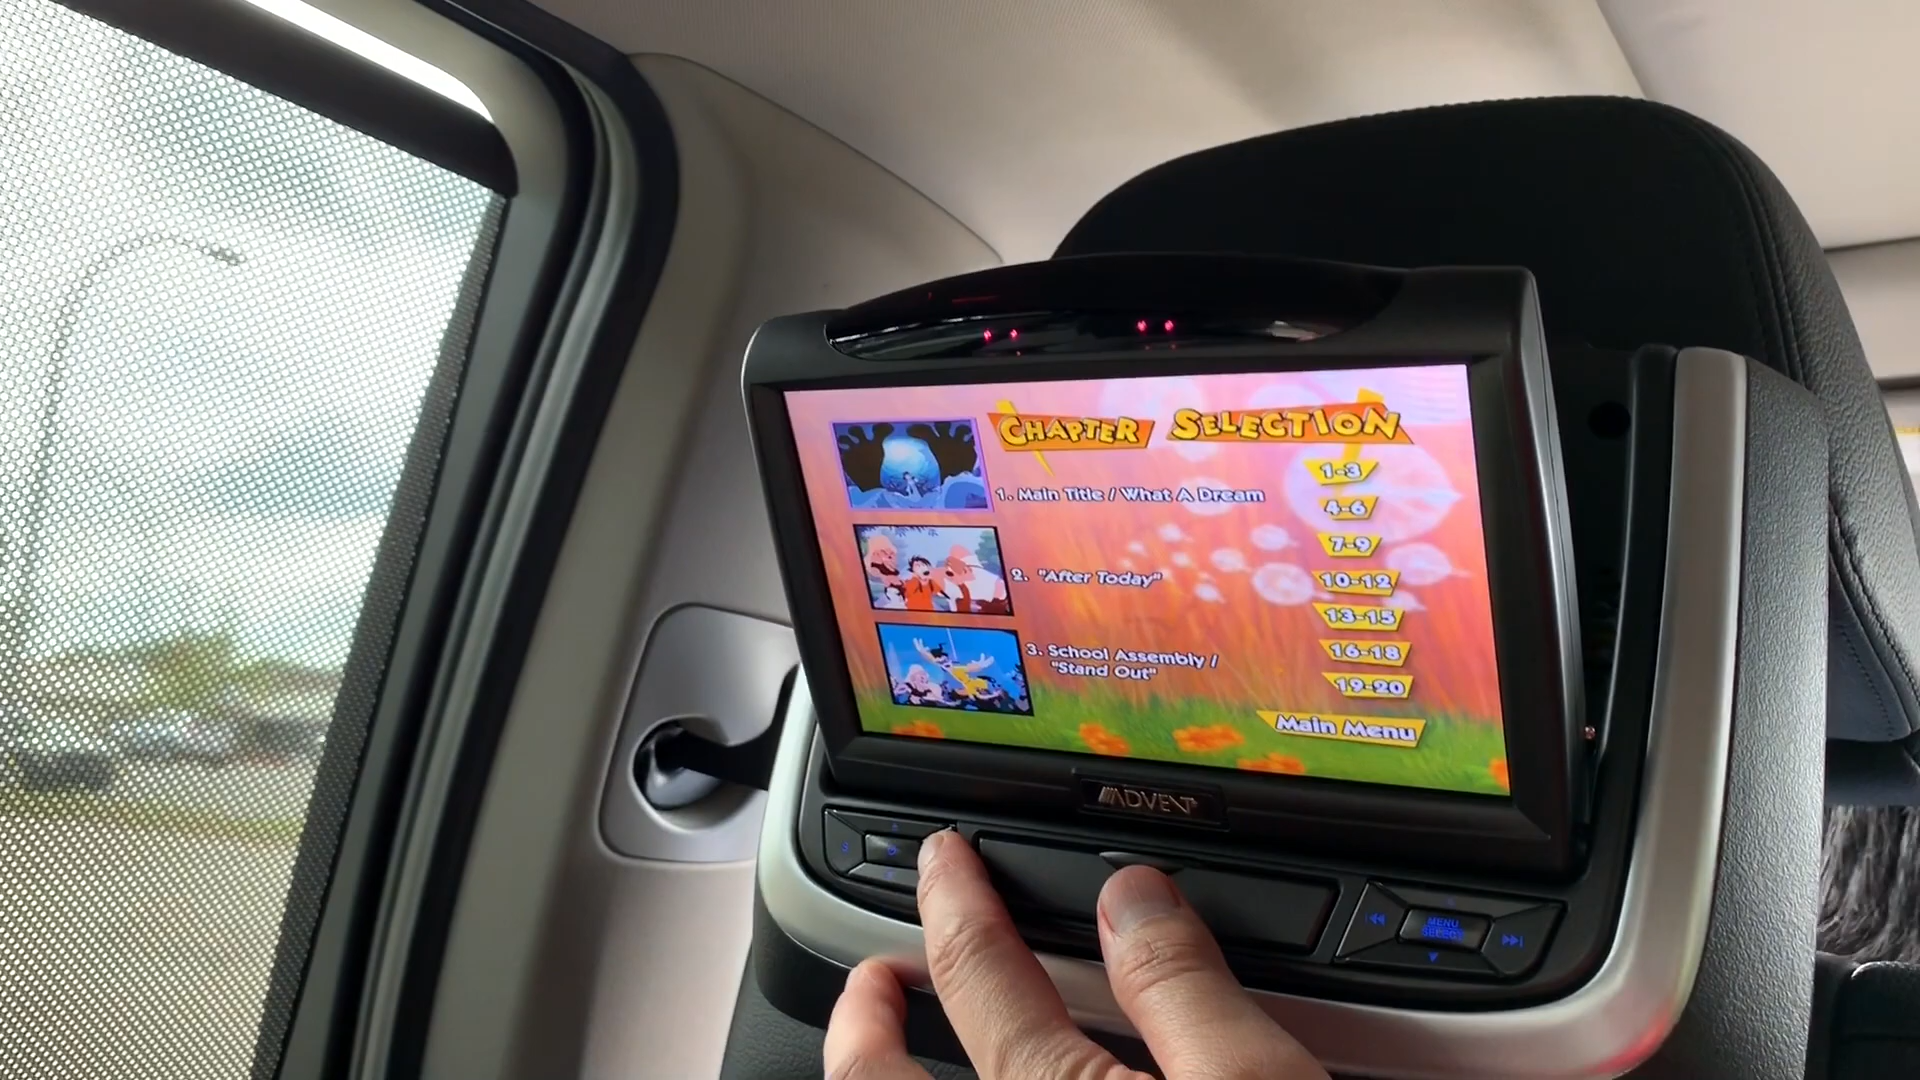 CHAPTER SELECTION
1. Main Title / What A Dream
2. "After Today"
3. School Assembly /
"Stand Out"
1-3
4-6
7-9
10-12
13-15
16-18
19-20
Main Menu
ADVENT
S
MENU
SELECT